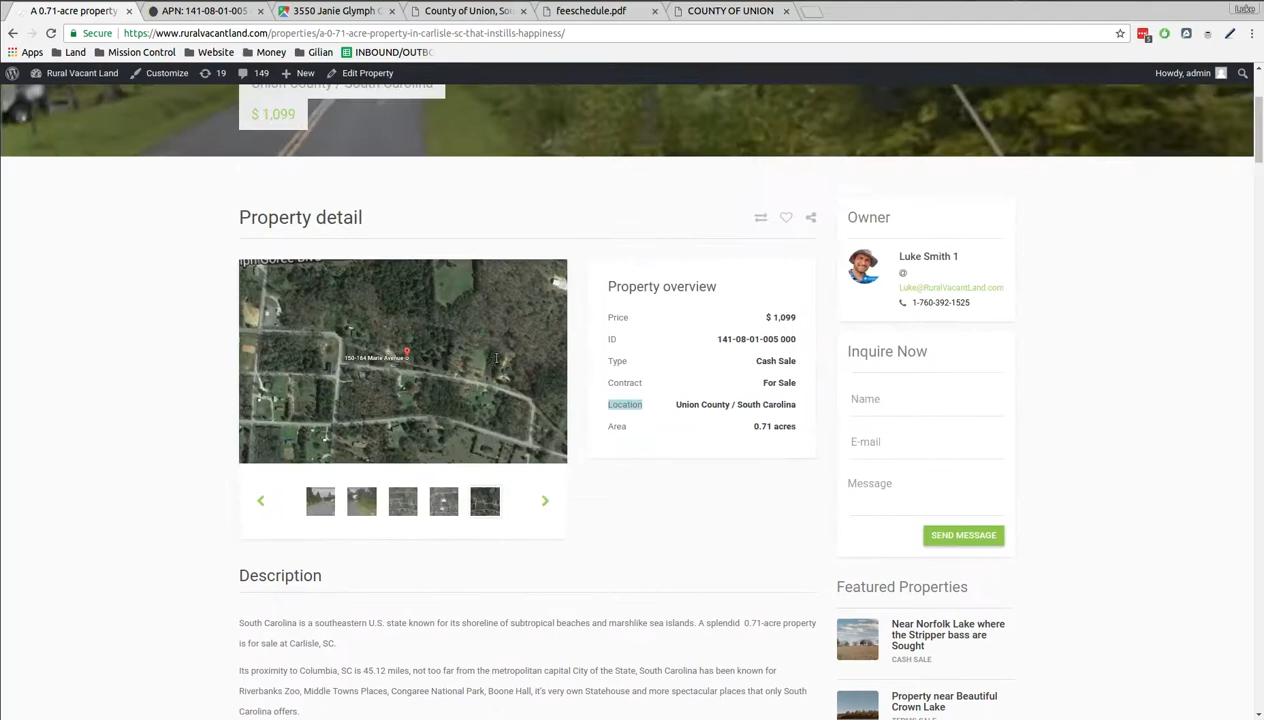 A 0.71-acre property
APN: 141-08-01-005
3550 Janie Glymph C
County of Union, Sou
feeschedule.pdf
COUNTY OF UNION
Luke
Secure
https://www.ruralvacantland.com/properties/a-0-71-acre-property-in-carlisle-sc-that-instills-happiness/
Apps
Land
Mission Control
Website
Money
Gilian
INBOUND/OUTBO
Rural Vacant Land
Customize
19
149
New
Edit Property
Howdy, admin
Union County / South Carolina
$ 1,099
Property detail
150-164 Marie Avenue
Property overview
Price $ 1,099
ID 141-08-01-005 000
Type Cash Sale
Contract For Sale
Location Union County / South Carolina
Area 0.71 acres
Description
South Carolina is a southeastern U.S. state known for its shoreline of subtropical beaches and marshlike sea islands. A splendid 0.71-acre property
is for sale at Carlisle, SC.
Its proximity to Columbia, SC is 45.12 miles, not too far from the metropolitan capital City of the State, South Carolina has been known for
Riverbanks Zoo, Middle Towns Places, Congaree National Park, Boone Hall, it's very own Statehouse and more spectacular places that only South
Carolina offers.
Owner
Luke Smith 1
@
Luke@RuralVacantLand.com
1-760-392-1525
Inquire Now
Name
E-mail
Message
SEND MESSAGE
Featured Properties
Near Norfolk Lake where
the Stripper bass are
Sought
CASH SALE
Property near Beautiful
Crown Lake